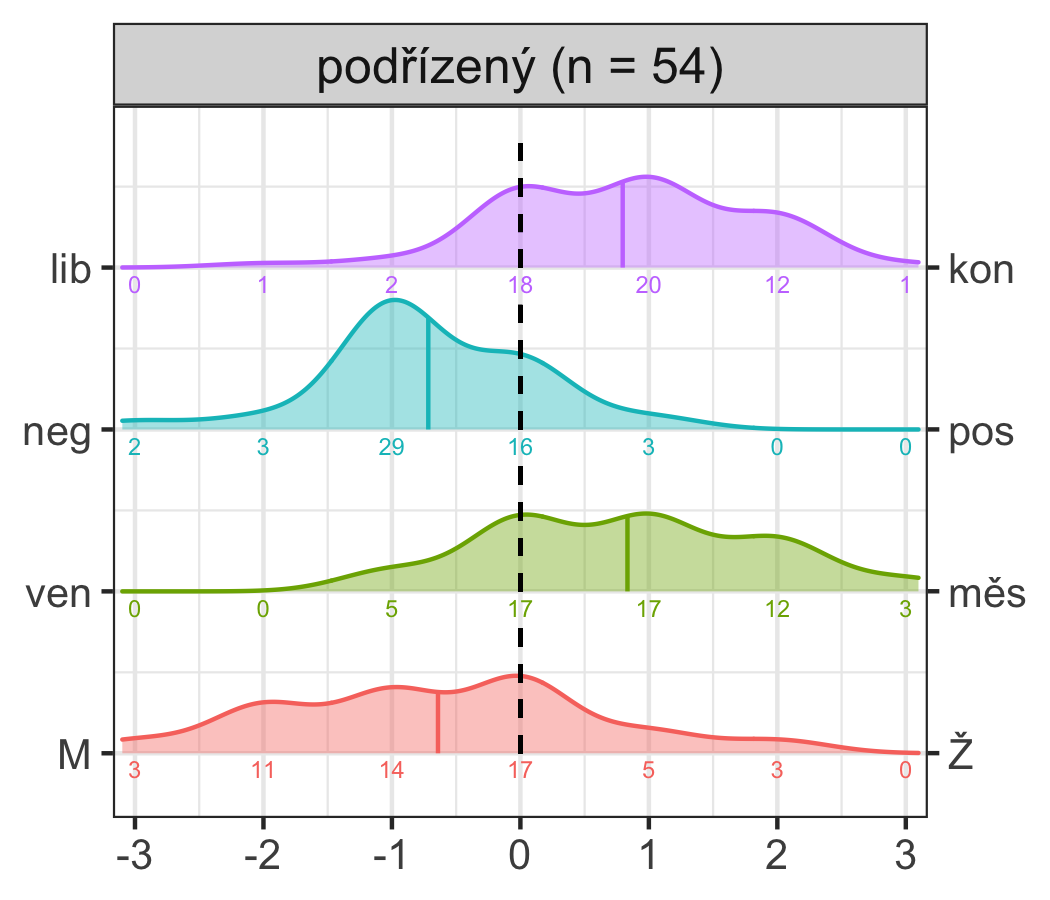 podřízený (n = 54)
lib kon
0 1 2 18 20 12 1
neg pos
2 3 29 16 3 0 0
ven měs
0 0 5 17 17 12 3
M Ž
3 11 14 17 5 3 0
-3 -2 -1 0 1 2 3